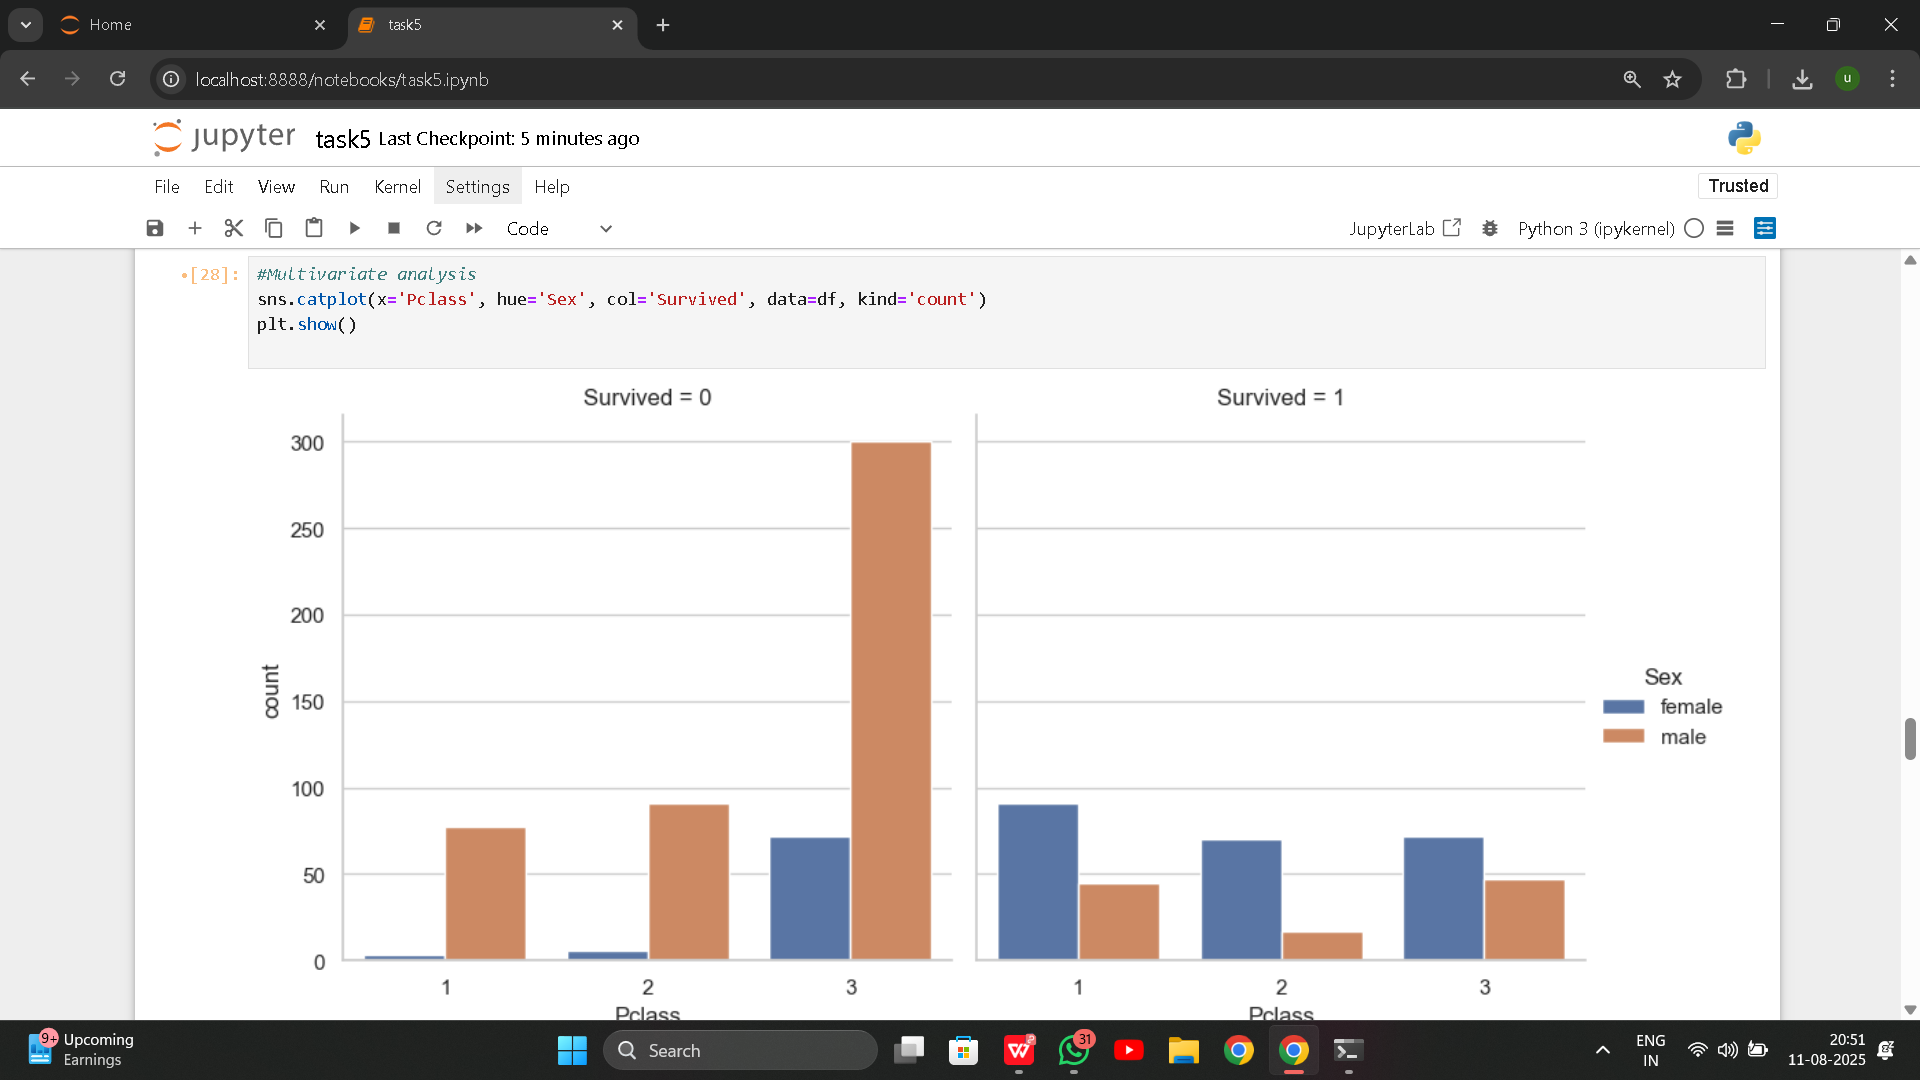 Home
task5
localhost:8888/notebooks/task5.ipynb
u
jupyter task5 Last Checkpoint: 5 minutes ago
File Edit View Run Kernel Settings Help
Trusted
Code
JupyterLab
Python 3 (ipykernel)
•[28]:
#Multivariate analysis
sns.catplot(x='Pclass', hue='Sex', col='Survived', data=df, kind='count')
plt.show()
Survived = 0
Survived = 1
300
250
200
150
100
50
0
count
1 2 3
Pclass
1 2 3
Pclass
Sex
female
male
9+
Upcoming
Earnings
Search
31
ENG
IN
20:51
11-08-2025